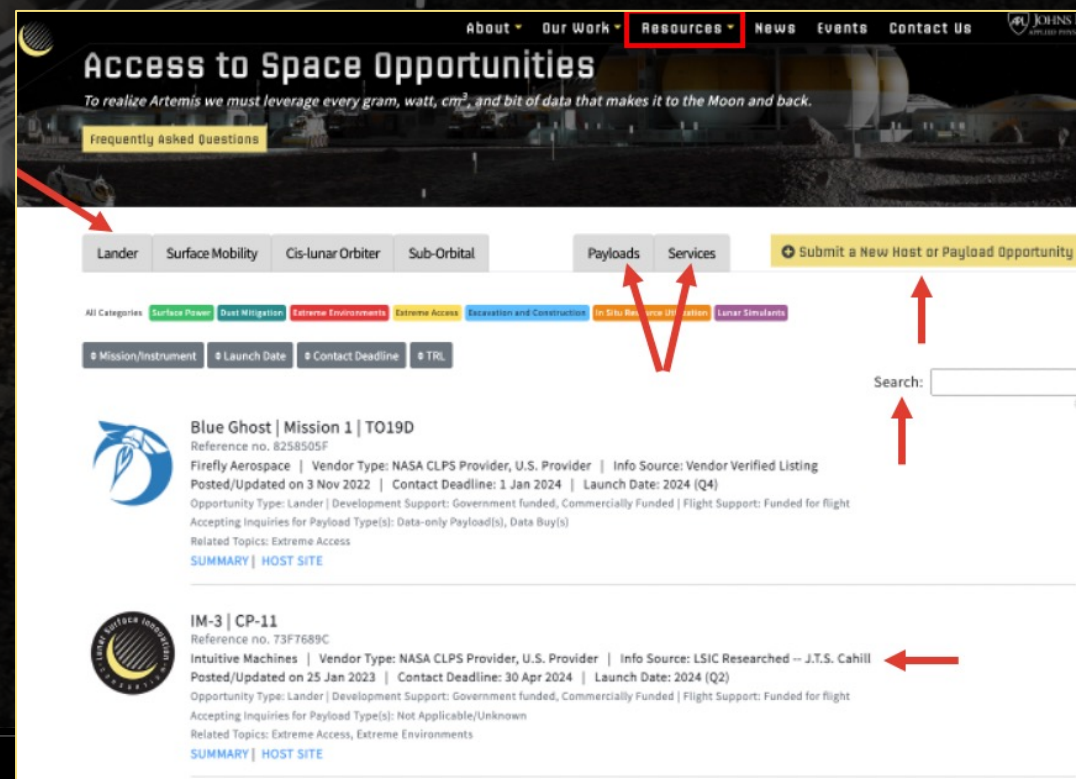 About Our Work Resources News Events Contact Us APL JOHNS
Access to Space Opportunities
To realize Artemis we must leverage every gram, watt, cm³, and bit of data that makes it to the Moon and back.
Frequently Asked Questions
Lander Surface Mobility Cis-lunar Orbiter Sub-Orbital Payloads Services Submit a New Host or Payload Opportunity
All Categories Surface Power Dust Mitigation Extreme Environments Extreme Access Excavation and Construction In Situ Resource Utilization Lunar Simulants
Mission/Instrument Launch Date Contact Deadline TRL
Search:
Blue Ghost | Mission 1 | TO19D
Reference no. 8258505F
Firefly Aerospace | Vendor Type: NASA CLPS Provider, U.S. Provider | Info Source: Vendor Verified Listing
Posted/Updated on 3 Nov 2022 | Contact Deadline: 1 Jan 2024 | Launch Date: 2024 (Q4)
Opportunity Type: Lander | Development Support: Government funded, Commercially Funded | Flight Support: Funded for flight
Accepting Inquiries for Payload Type(s): Data-only Payload(s), Data Buy(s)
Related Topics: Extreme Access
SUMMARY | HOST SITE
IM-3 | CP-11
Reference no. 73F7689C
Intuitive Machines | Vendor Type: NASA CLPS Provider, U.S. Provider | Info Source: LSIC Researched -- J.T.S. Cahill
Posted/Updated on 25 Jan 2023 | Contact Deadline: 30 Apr 2024 | Launch Date: 2024 (Q2)
Opportunity Type: Lander | Development Support: Government funded, Commercially Funded | Flight Support: Funded for flight
Accepting Inquiries for Payload Type(s): Not Applicable/Unknown
Related Topics: Extreme Access, Extreme Environments
SUMMARY | HOST SITE
Lunar Surface Innovation